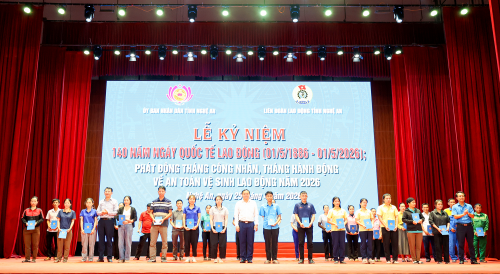 ỦY BAN NHÂN DÂN TỈNH NGHỆ AN
LIÊN ĐOÀN LAO ĐỘNG TỈNH NGHỆ AN
LỄ KỶ NIỆM
140 NĂM NGÀY QUỐC TẾ LAO ĐỘNG (01/5/1886 - 01/5/2026);
PHÁT ĐỘNG THÁNG CÔNG NHÂN, THÁNG HÀNH ĐỘNG
VỀ AN TOÀN VỆ SINH LAO ĐỘNG NĂM 2026